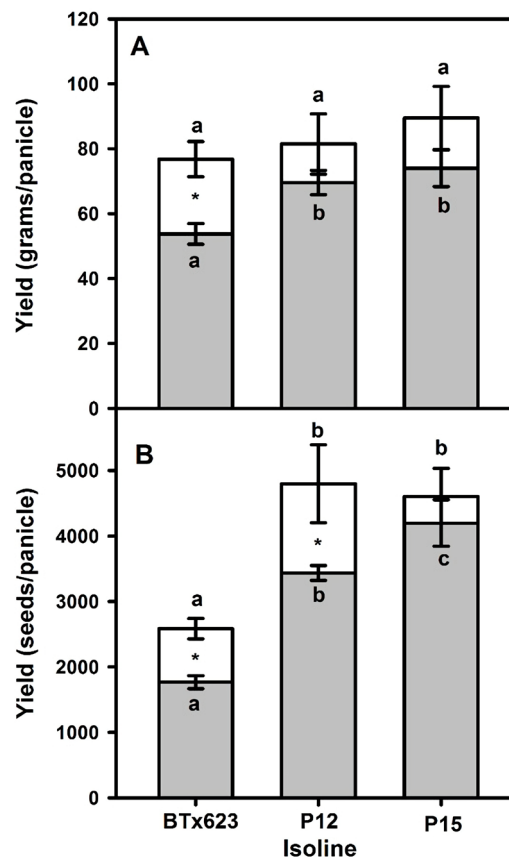 A
Yield (grams/panicle)
120
100
80
60
40
20
0
a
a
a
*
a
b
b
B
Yield (seeds/panicle)
5000
4000
3000
2000
1000
0
a
b
b
*
*
a
b
c
BTx623 P12 P15
Isoline